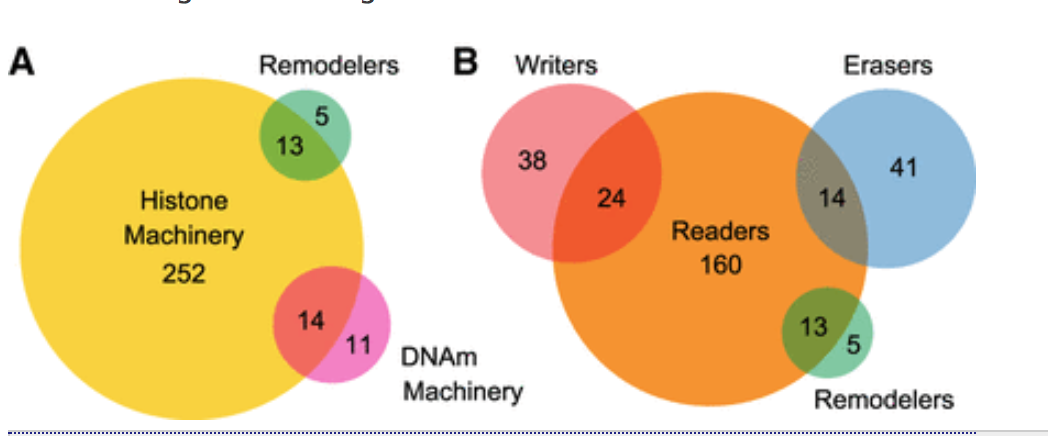 A
Remodelers
5
13
Histone
Machinery
252
14
11
DNAm
Machinery
B
Writers
Erasers
38
41
24
14
Readers
160
13
5
Remodelers